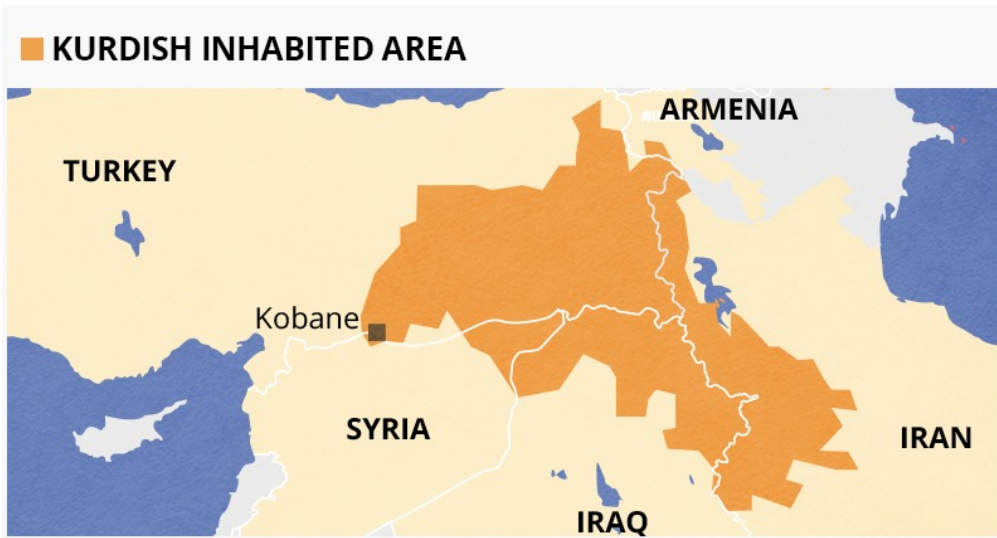 KURDISH INHABITED AREA
ARMENIA
TURKEY
Kobane
SYRIA
IRAN
IRAQ